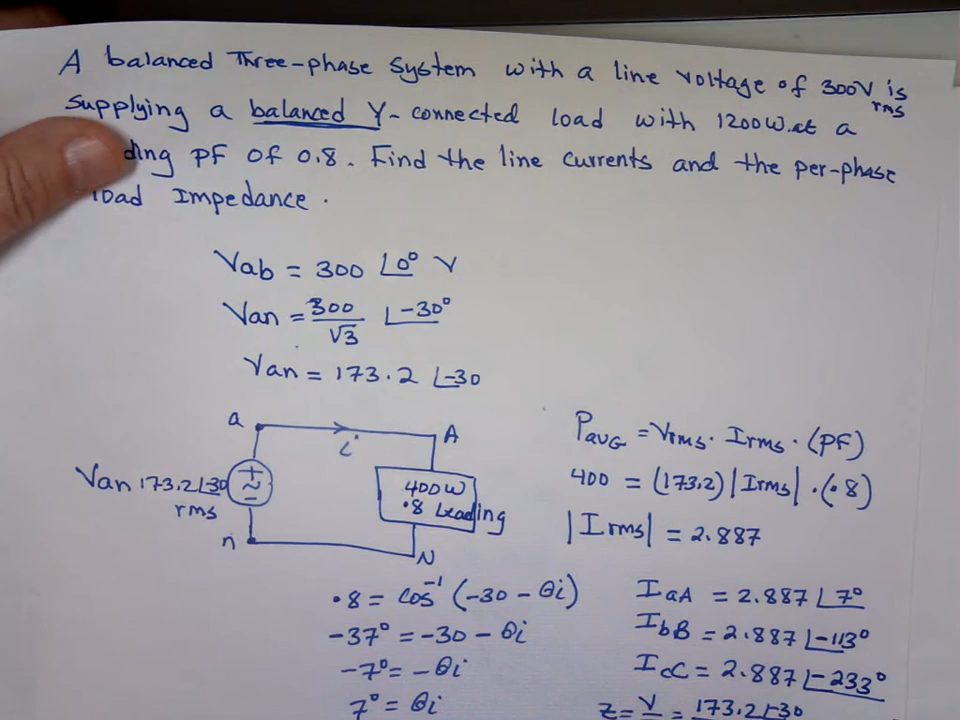 A balanced Three-phase System with a line voltage of 300V is
rms
Supplying a balanced Y-connected load with 1200W.at a
ding PF of 0.8. Find the line currents and the per-phase
load Impedance.
Vab = 300 ∠0° V
Van = 300/√3 ∠-30°
Van = 173.2 ∠-30
a
A
i
Van 173.2∠30
rms
+
~
-
400W
.8 Leading
n
N
PAVG = Vrms. Irms. (PF)
400 = (173.2) |Irms| .(.8)
|Irms| = 2.887
.8 = cos⁻¹ (-30 - θi)
-37° = -30 - θi
-7° = -θi
7° = θi
IaA = 2.887 ∠7°
IbB = 2.887 ∠-113°
IcC = 2.887 ∠-233°
Z = V = 173.2∠-30